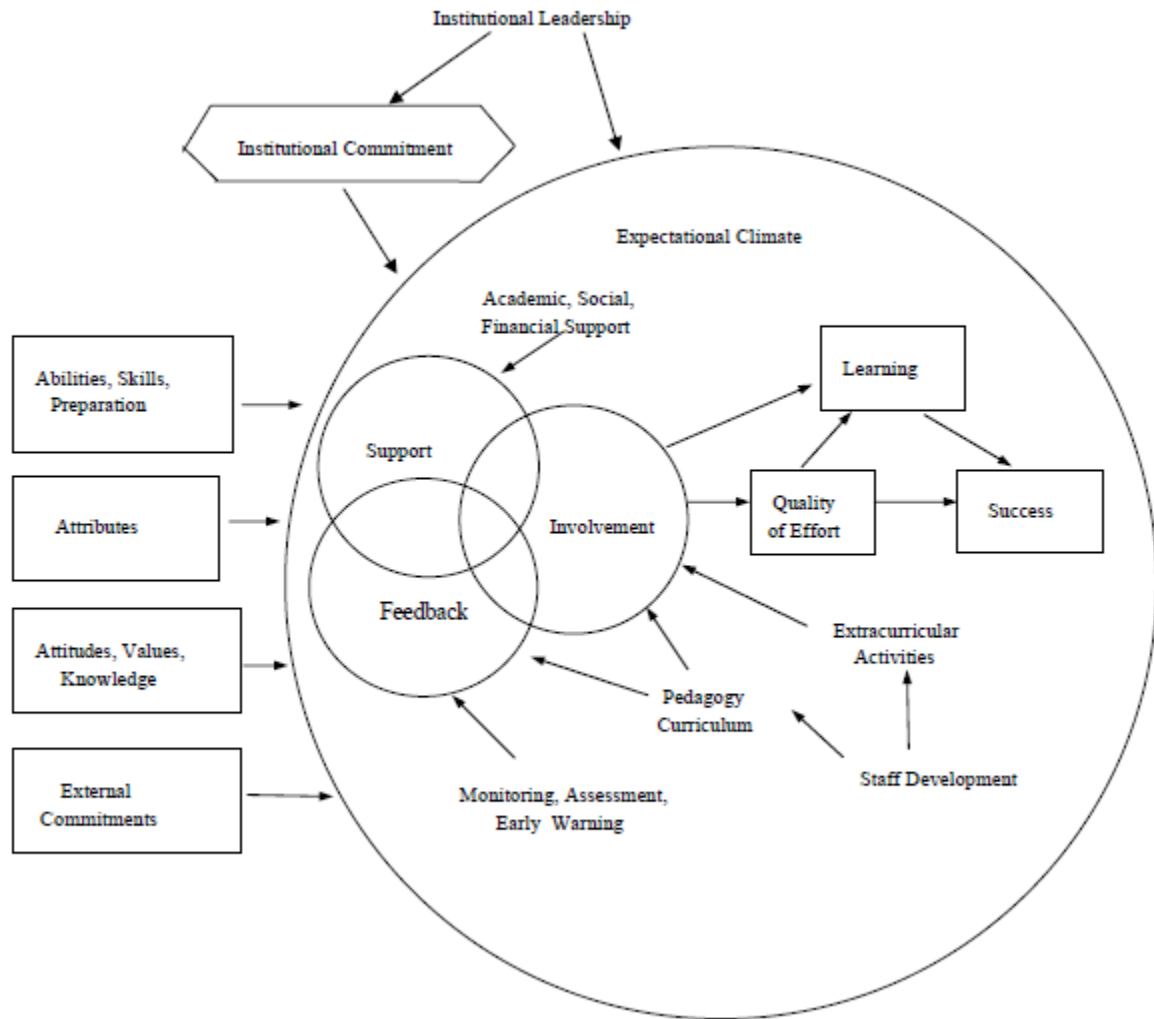 Institutional Leadership
Institutional Commitment
Expectational Climate
Academic, Social,
Financial Support
Abilities, Skills,
Preparation
Learning
Support
Attributes
Involvement
Quality
of Effort
Success
Feedback
Extracurricular
Activities
Attitudes, Values,
Knowledge
Pedagogy
Curriculum
Staff Development
External
Commitments
Monitoring, Assessment,
Early Warning